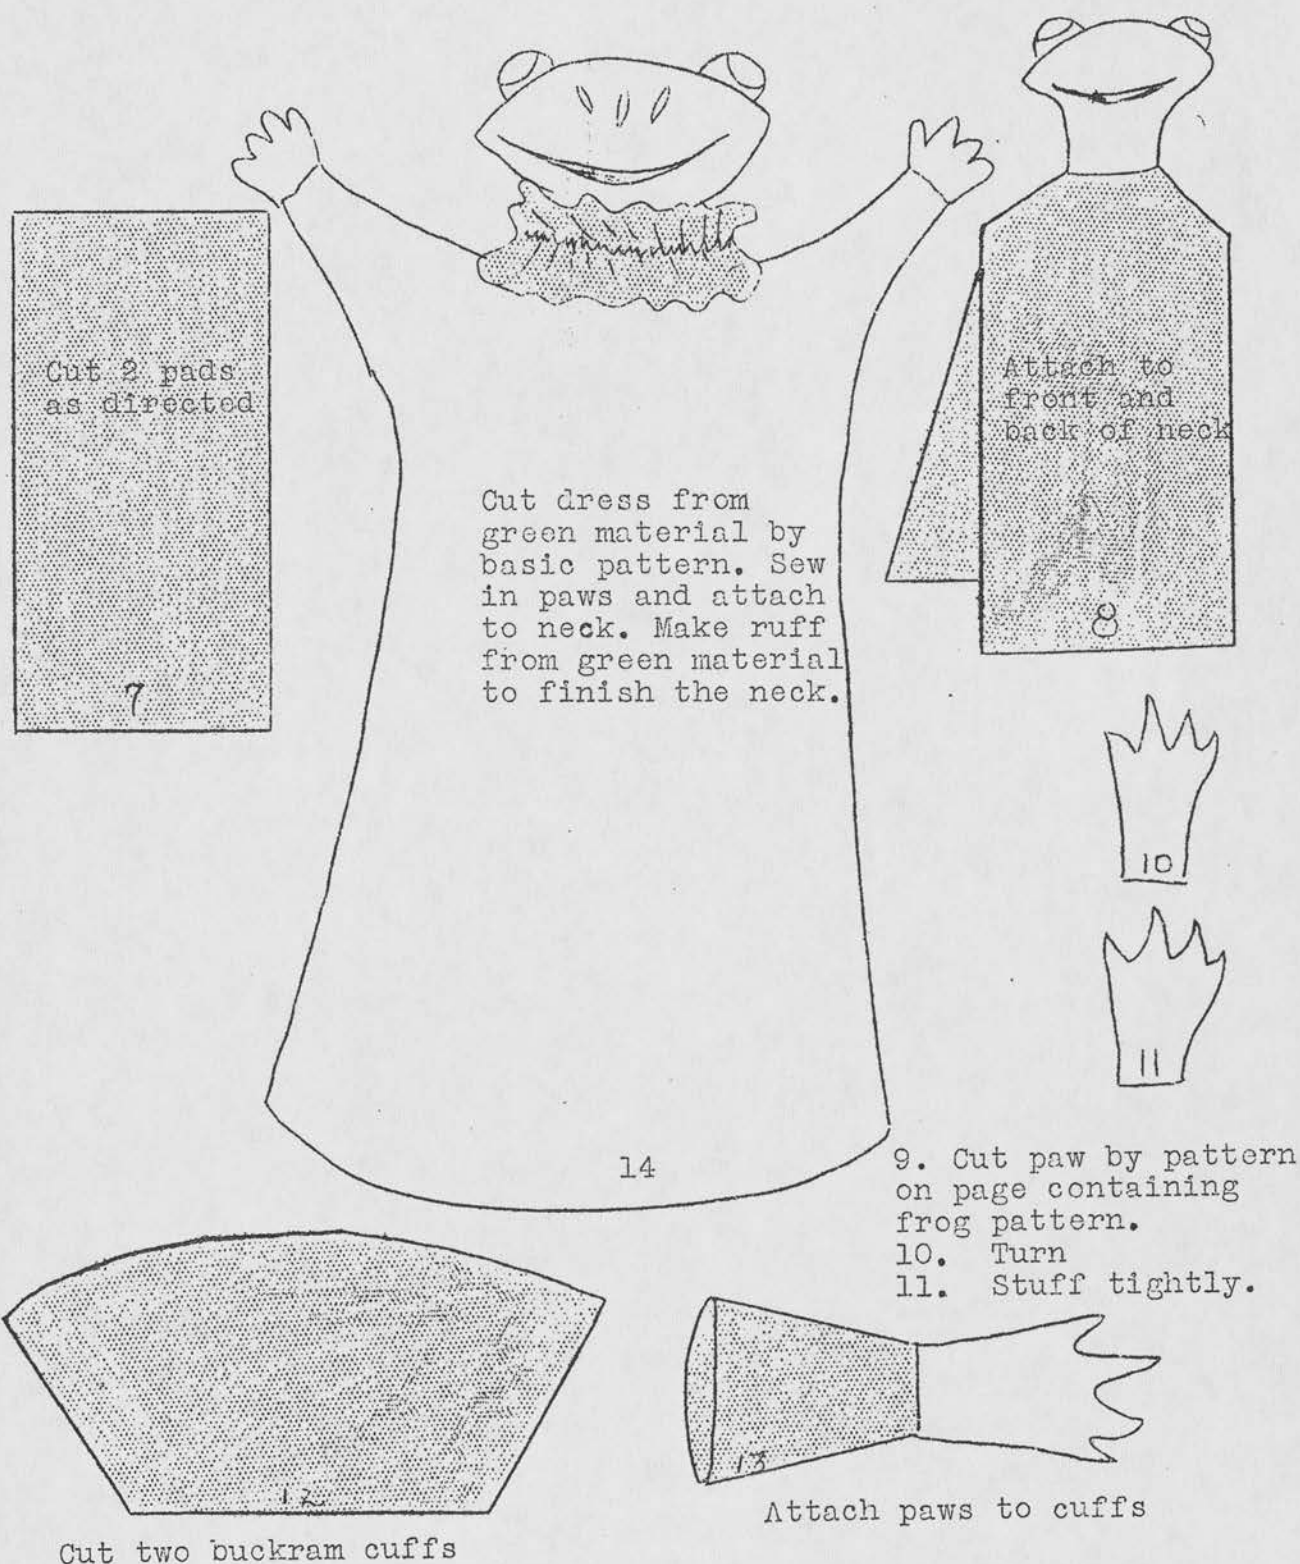 Cut 2 pads
as directed
7
Attach to
front and
back of neck
8
Cut dress from
green material by
basic pattern. Sew
in paws and attach
to neck. Make ruff
from green material
to finish the neck.
10
11
14
9. Cut paw by pattern
on page containing
frog pattern.
10. Turn
11. Stuff tightly.
12
Cut two buckram cuffs
13
Attach paws to cuffs